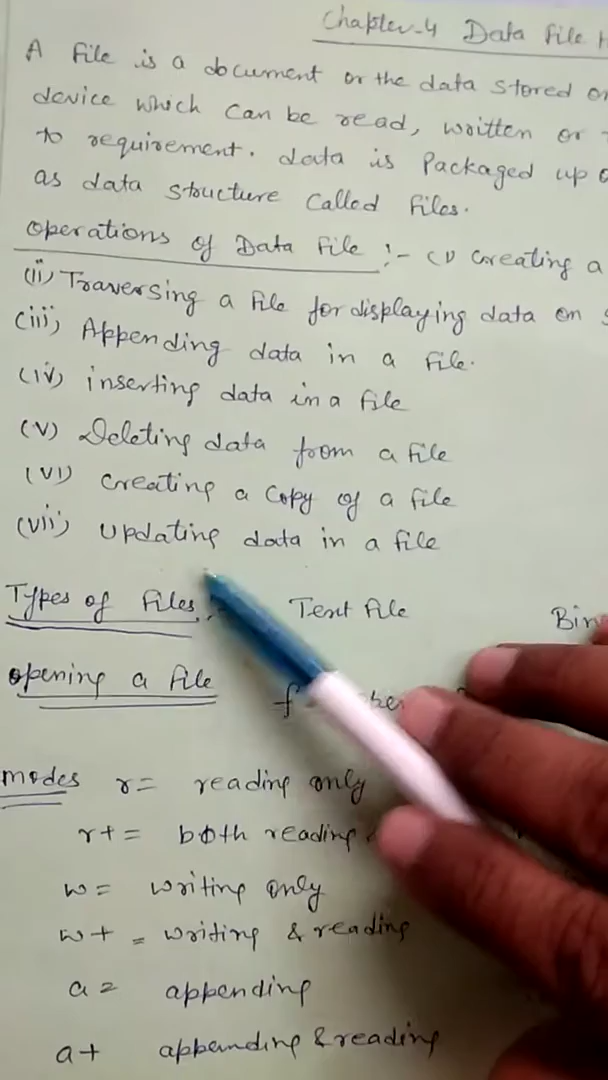 Chapter-4 Data File H
A file is a document or the data stored on
device which can be read, written or
to requirement. data is Packaged up
as data structure called files.
operations of Data file :- (i) Creating a
(ii) Traversing a file for displaying data on
(iii) Appending data in a file.
(iv) inserting data in a file
(v) Deleting data from a file
(vi) Creating a Copy of a file
(vii) updating data in a file
Types of files :- Text file Bin
opening a file f
modes r = reading only
r+ = both reading
w = writing only
w+ = writing & reading
a = appending
a+ appending & reading